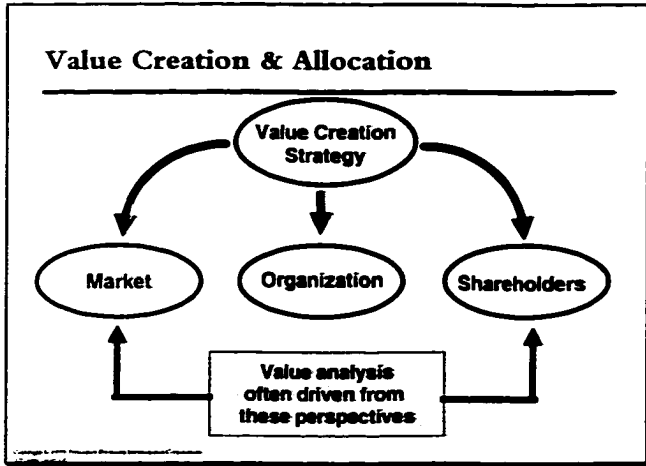 Value Creation & Allocation
Value Creation
Strategy
Market
Organization
Shareholders
Value analysis
often driven from
these perspectives